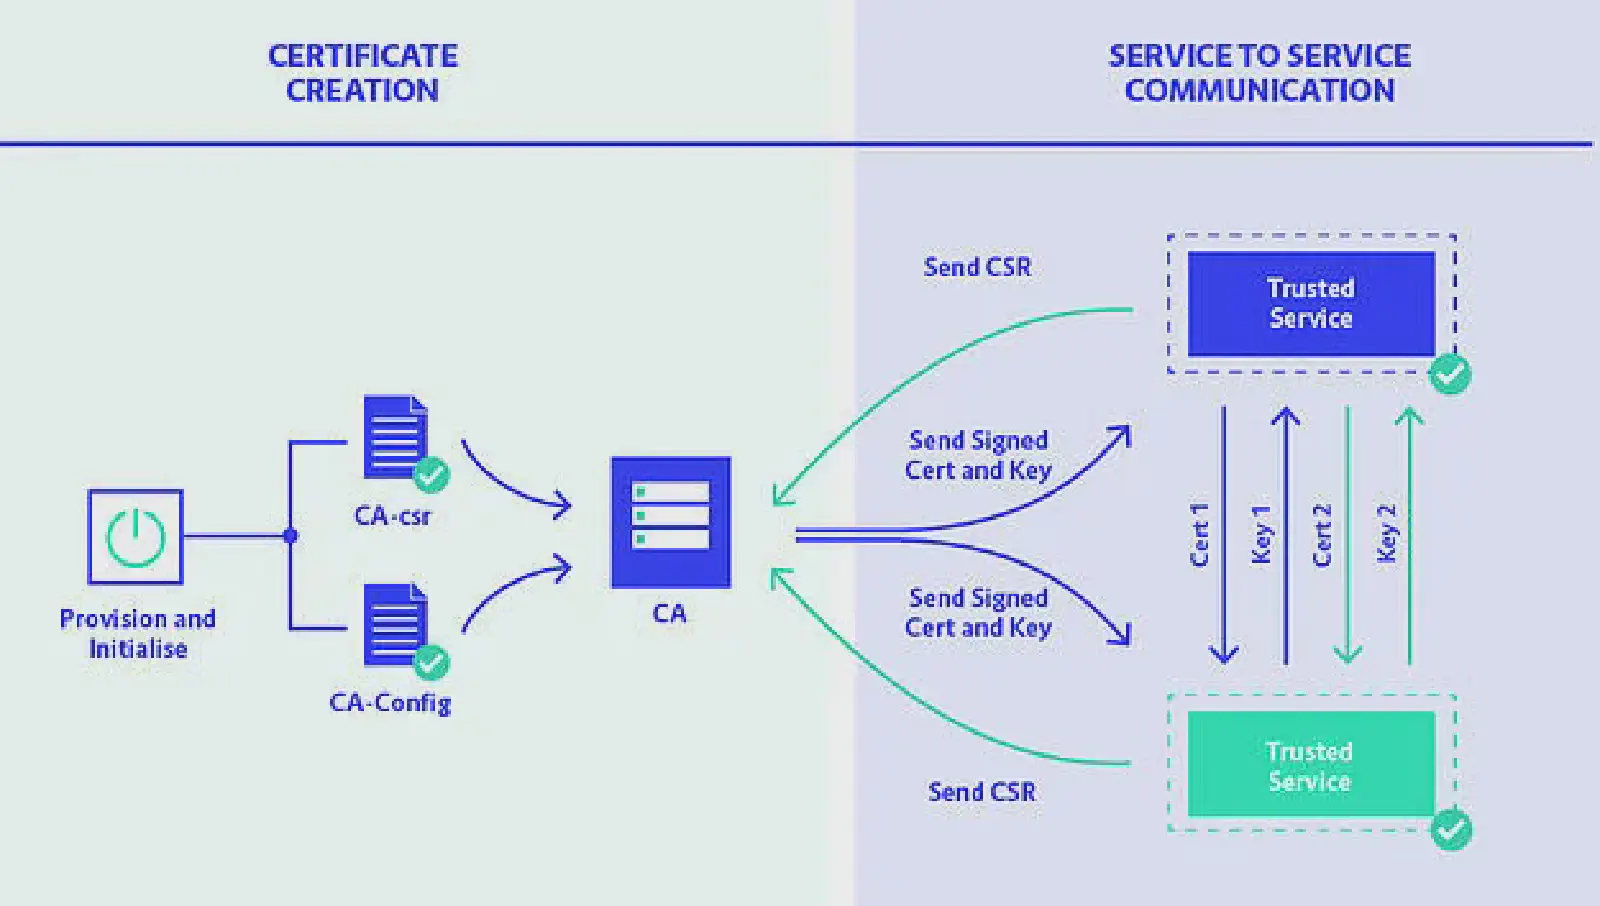 CERTIFICATE
CREATION
SERVICE TO SERVICE
COMMUNICATION
Provision and
Initialise
CA-csr
CA-Config
CA
Send CSR
Send Signed
Cert and Key
Send Signed
Cert and Key
Send CSR
Trusted
Service
Cert 1
Key 1
Cert 2
Key 2
Trusted
Service